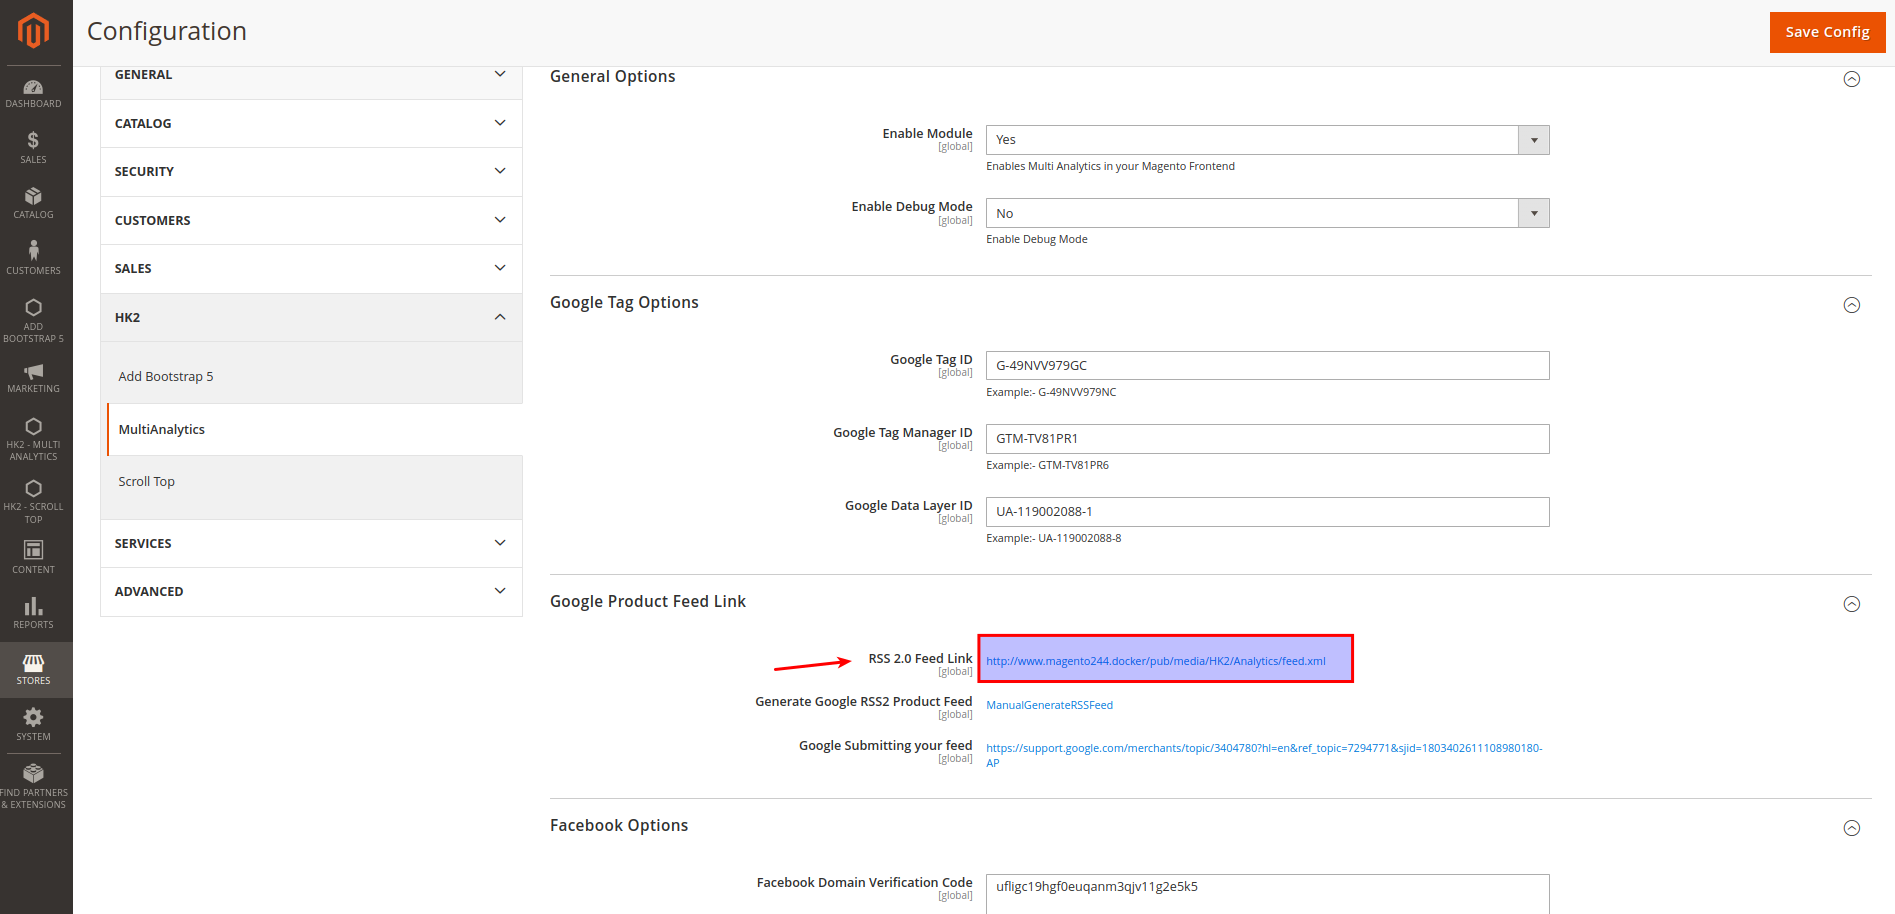 Configuration
Save Config
DASHBOARD
SALES
CATALOG
CUSTOMERS
ADD
BOOTSTRAP 5
MARKETING
HK2 - MULTI
ANALYTICS
HK2 - SCROLL
TOP
CONTENT
REPORTS
STORES
SYSTEM
FIND PARTNERS
& EXTENSIONS
GENERAL
CATALOG
SECURITY
CUSTOMERS
SALES
HK2
Add Bootstrap 5
MultiAnalytics
Scroll Top
SERVICES
ADVANCED
General Options
Enable Module
[global]
Yes
Enables Multi Analytics in your Magento Frontend
Enable Debug Mode
[global]
No
Enable Debug Mode
Google Tag Options
Google Tag ID
[global]
G-49NVV979GC
Example:- G-49NVV979NC
Google Tag Manager ID
[global]
GTM-TV81PR1
Example:- GTM-TV81PR6
Google Data Layer ID
[global]
UA-119002088-1
Example:- UA-119002088-8
Google Product Feed Link
RSS 2.0 Feed Link
[global]
http://www.magento244.docker/pub/media/HK2/Analytics/feed.xml
Generate Google RSS2 Product Feed
[global]
ManualGenerateRSSFeed
Google Submitting your feed
[global]
https://support.google.com/merchants/topic/3404780?hl=en&ref_topic=7294771&sjid=1803402611108980180-
AP
Facebook Options
Facebook Domain Verification Code
[global]
ufligc19hgf0euqanm3qjv11g2e5k5